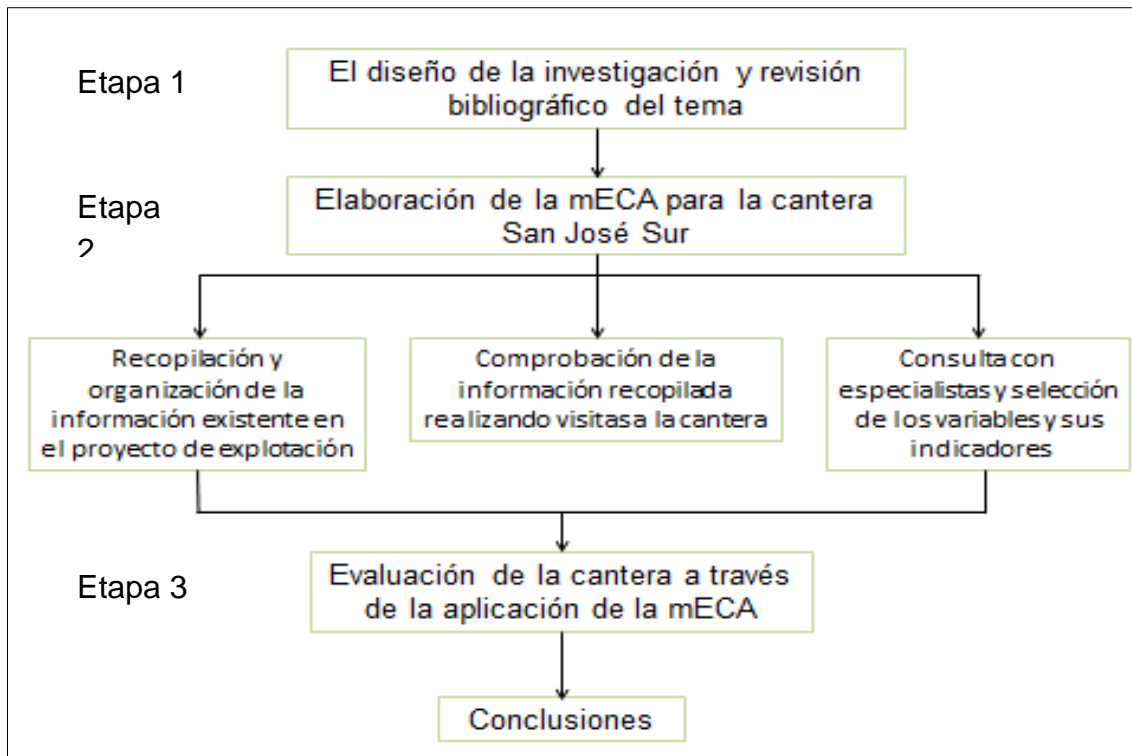 Etapa 1
El diseño de la investigación y revisión
bibliográfico del tema
Etapa
2
Elaboración de la mECA para la cantera
San José Sur
Recopilación y
organización de la
información existente en
el proyecto de explotación
Comprobación de la
información recopilada
realizando visitasa la cantera
Consulta con
especialistas y selección
de los variables y sus
indicadores
Etapa 3
Evaluación de la cantera a través
de la aplicación de la mECA
Conclusiones